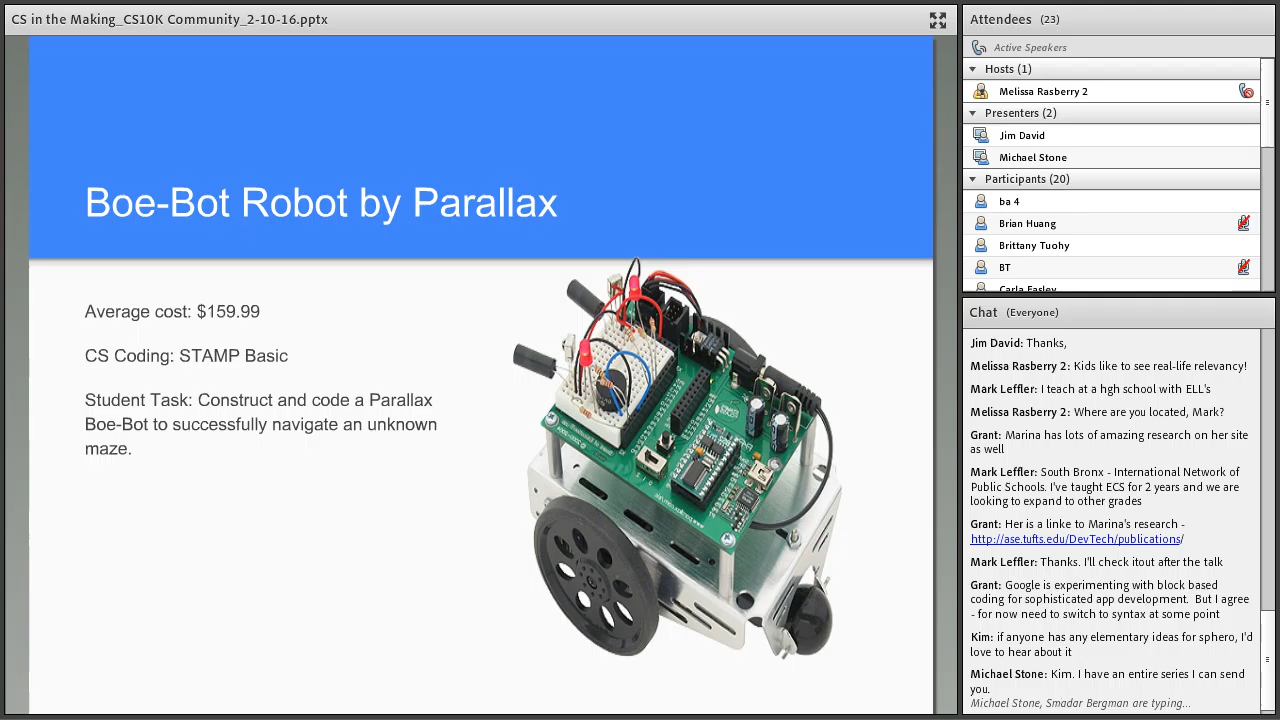 CS in the Making_CS10K Community_2-10-16.pptx
Boe-Bot Robot by Parallax
Average cost: $159.99
CS Coding: STAMP Basic
Student Task: Construct and code a Parallax
Boe-Bot to successfully navigate an unknown
maze.
Attendees (23)
Active Speakers
Hosts (1)
Melissa Rasberry 2
Presenters (2)
Jim David
Michael Stone
Participants (20)
ba 4
Brian Huang
Brittany Tuohy
BT
Carla Easley
Chat (Everyone)
Jim David: Thanks,
Melissa Rasberry 2: Kids like to see real-life relevancy!
Mark Leffler: I teach at a hgh school with ELL's
Melissa Rasberry 2: Where are you located, Mark?
Grant: Marina has lots of amazing research on her site
as well
Mark Leffler: South Bronx - International Network of
Public Schools. I've taught ECS for 2 years and we are
looking to expand to other grades
Grant: Her is a linke to Marina's research -
http://ase.tufts.edu/DevTech/publications/
Mark Leffler: Thanks. I'll check itout after the talk
Grant: Google is experimenting with block based
coding for sophisticated app development. But I agree
- for now need to switch to syntax at some point
Kim: if anyone has any elementary ideas for sphero, I'd
love to hear about it
Michael Stone: Kim. I have an entire series I can send
you.
Michael Stone, Smadar Bergman are typing...